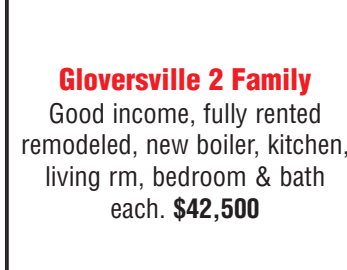 Gloversville 2 Family
Good income, fully rented
remodeled, new boiler, kitchen,
living rm, bedroom & bath
each. $42,500